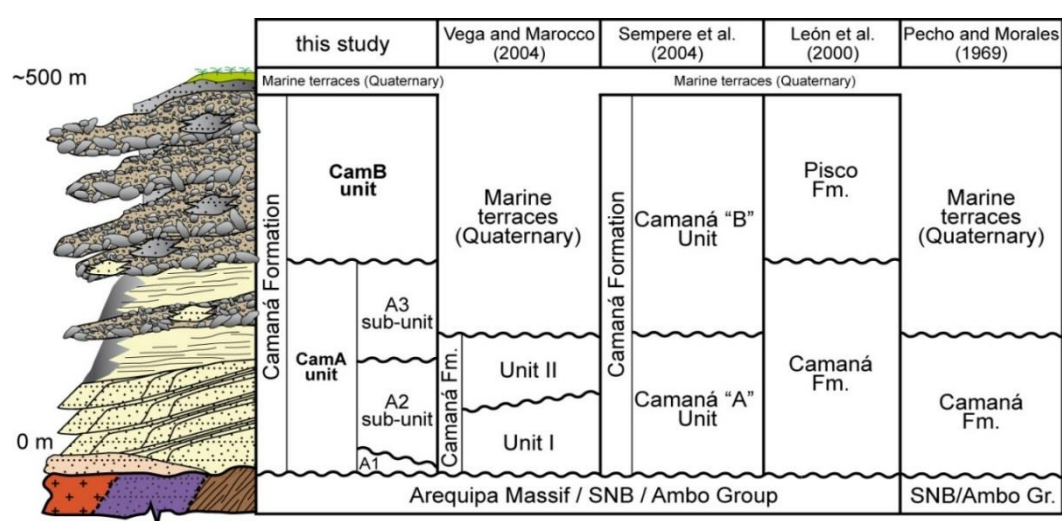 this study
Vega and Marocco
(2004)
Sempere et al.
(2004)
León et al.
(2000)
Pecho and Morales
(1969)
~500 m
Marine terraces (Quaternary)
Marine terraces (Quaternary)
Camaná Formation
CamB
unit
CamA
unit
A3
sub-unit
A2
sub-unit
A1
Marine
terraces
(Quaternary)
Camaná Fm.
Unit II
Unit I
Camaná Formation
Camaná "B"
Unit
Camaná "A"
Unit
Pisco
Fm.
Camaná
Fm.
Marine
terraces
(Quaternary)
Camaná
Fm.
0 m
Arequipa Massif / SNB / Ambo Group
SNB/Ambo Gr.